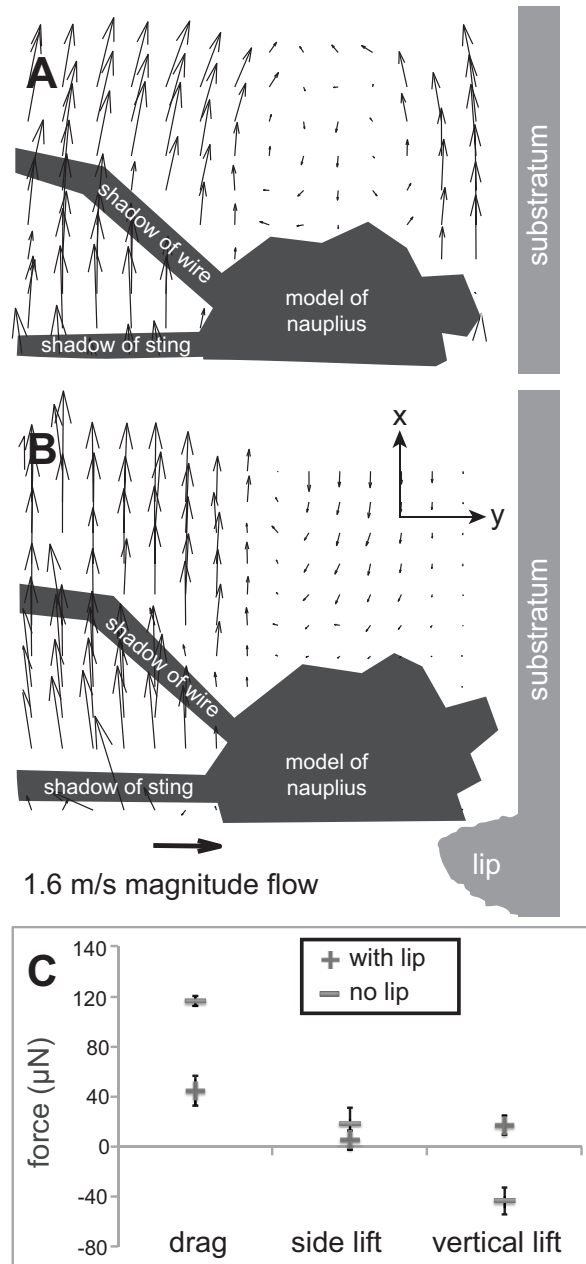 A
shadow of wire
shadow of sting
model of
nauplius
substratum
B
x
y
shadow of wire
shadow of sting
model of
nauplius
substratum
lip
1.6 m/s magnitude flow
C
with lip
no lip
force (µN)
140
120
80
40
0
-40
-80
drag
side lift
vertical lift